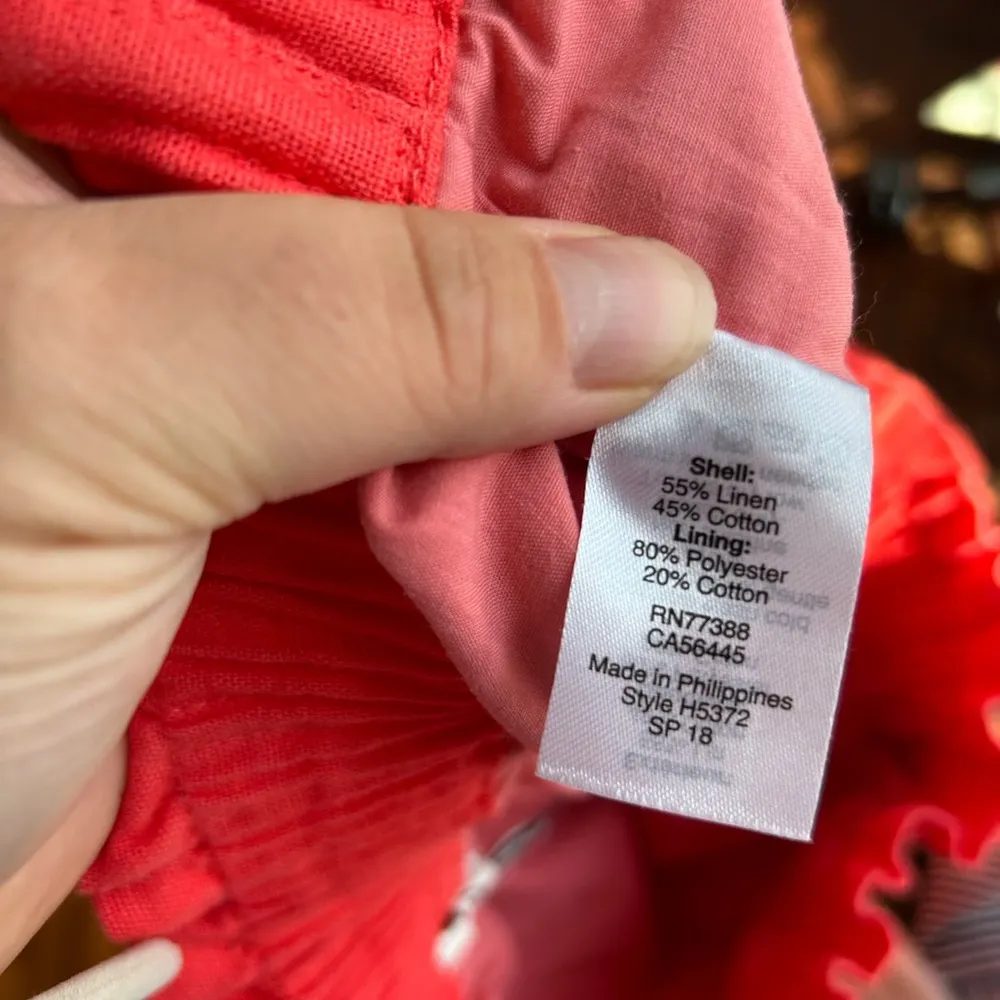 Shell:
55% Linen
45% Cotton
Lining:
80% Polyester
20% Cotton
RN77388
CA56445
Made in Philippines
Style H5372
SP 18